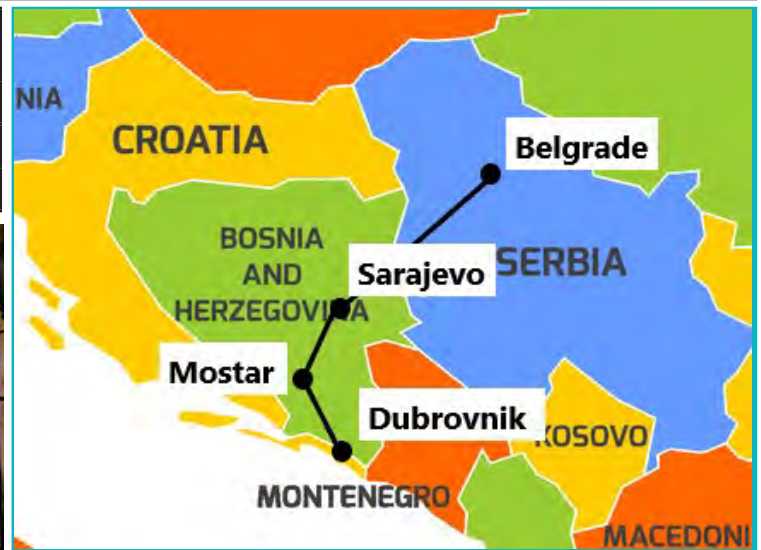 NIA
CROATIA
Belgrade
BOSNIA
AND
HERZEGOVINA
Sarajevo
SERBIA
Mostar
Dubrovnik
KOSOVO
MONTENEGRO
MACEDONI